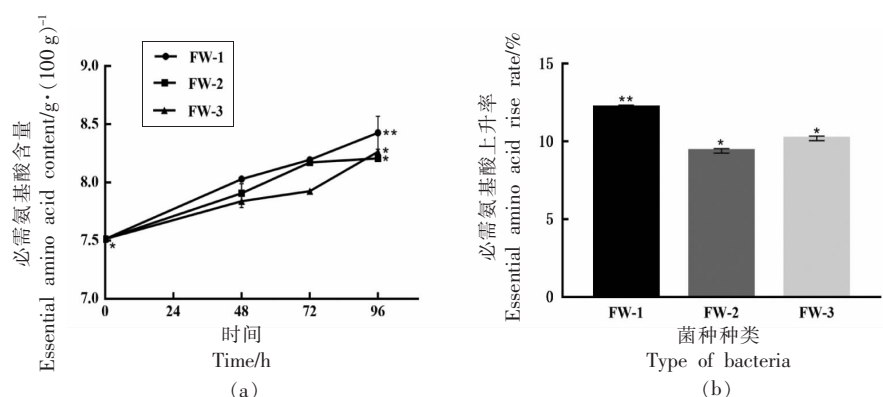 必需氨基酸含量
Essential amino acid content/g·(100 g)⁻¹
9.0
8.5
8.0
7.5
7.0
FW-1
FW-2
FW-3
**
*
*
*
0 24 48 72 96
时间
Time/h
(a)
必需氨基酸上升率
Essential amino acid rise rate/%
15
10
5
0
**
*
*
FW-1 FW-2 FW-3
菌种种类
Type of bacteria
(b)